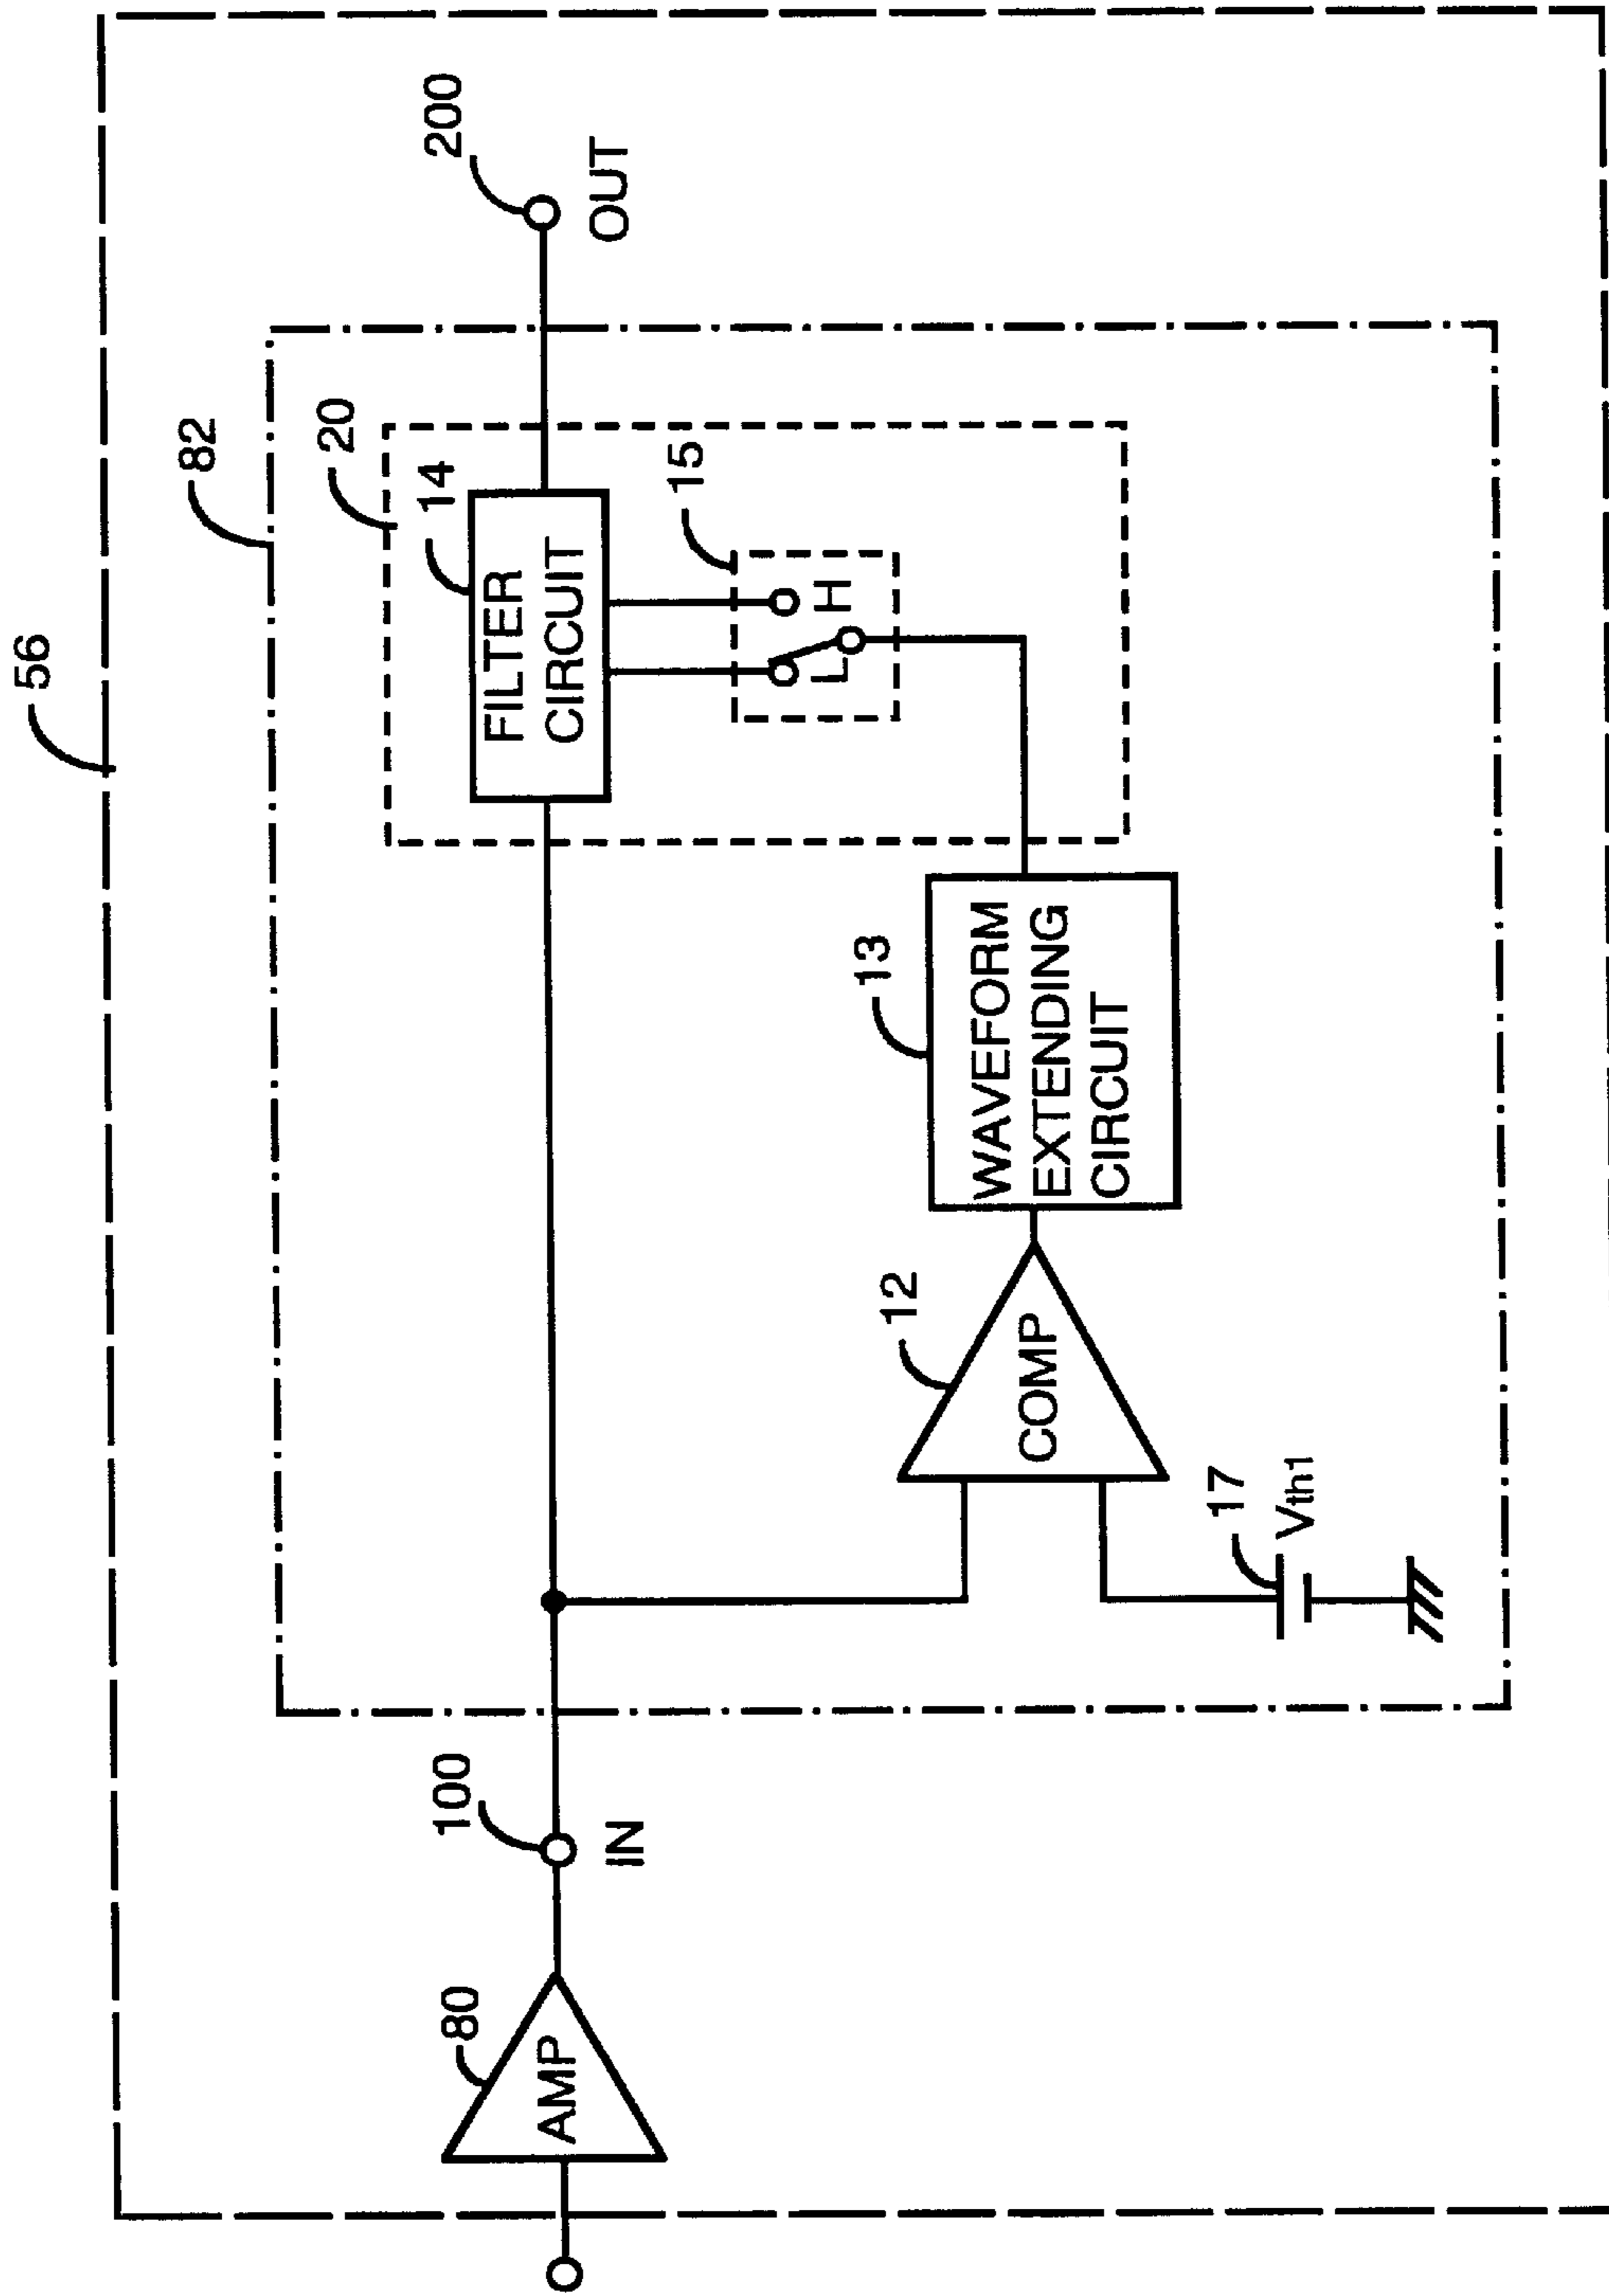 56
82
20
14
FILTER
CIRCUIT
200
OUT
15
L
H
100
IN
80
AMP
12
COMP
13
WAVEFORM
EXTENDING
CIRCUIT
17
Vth1